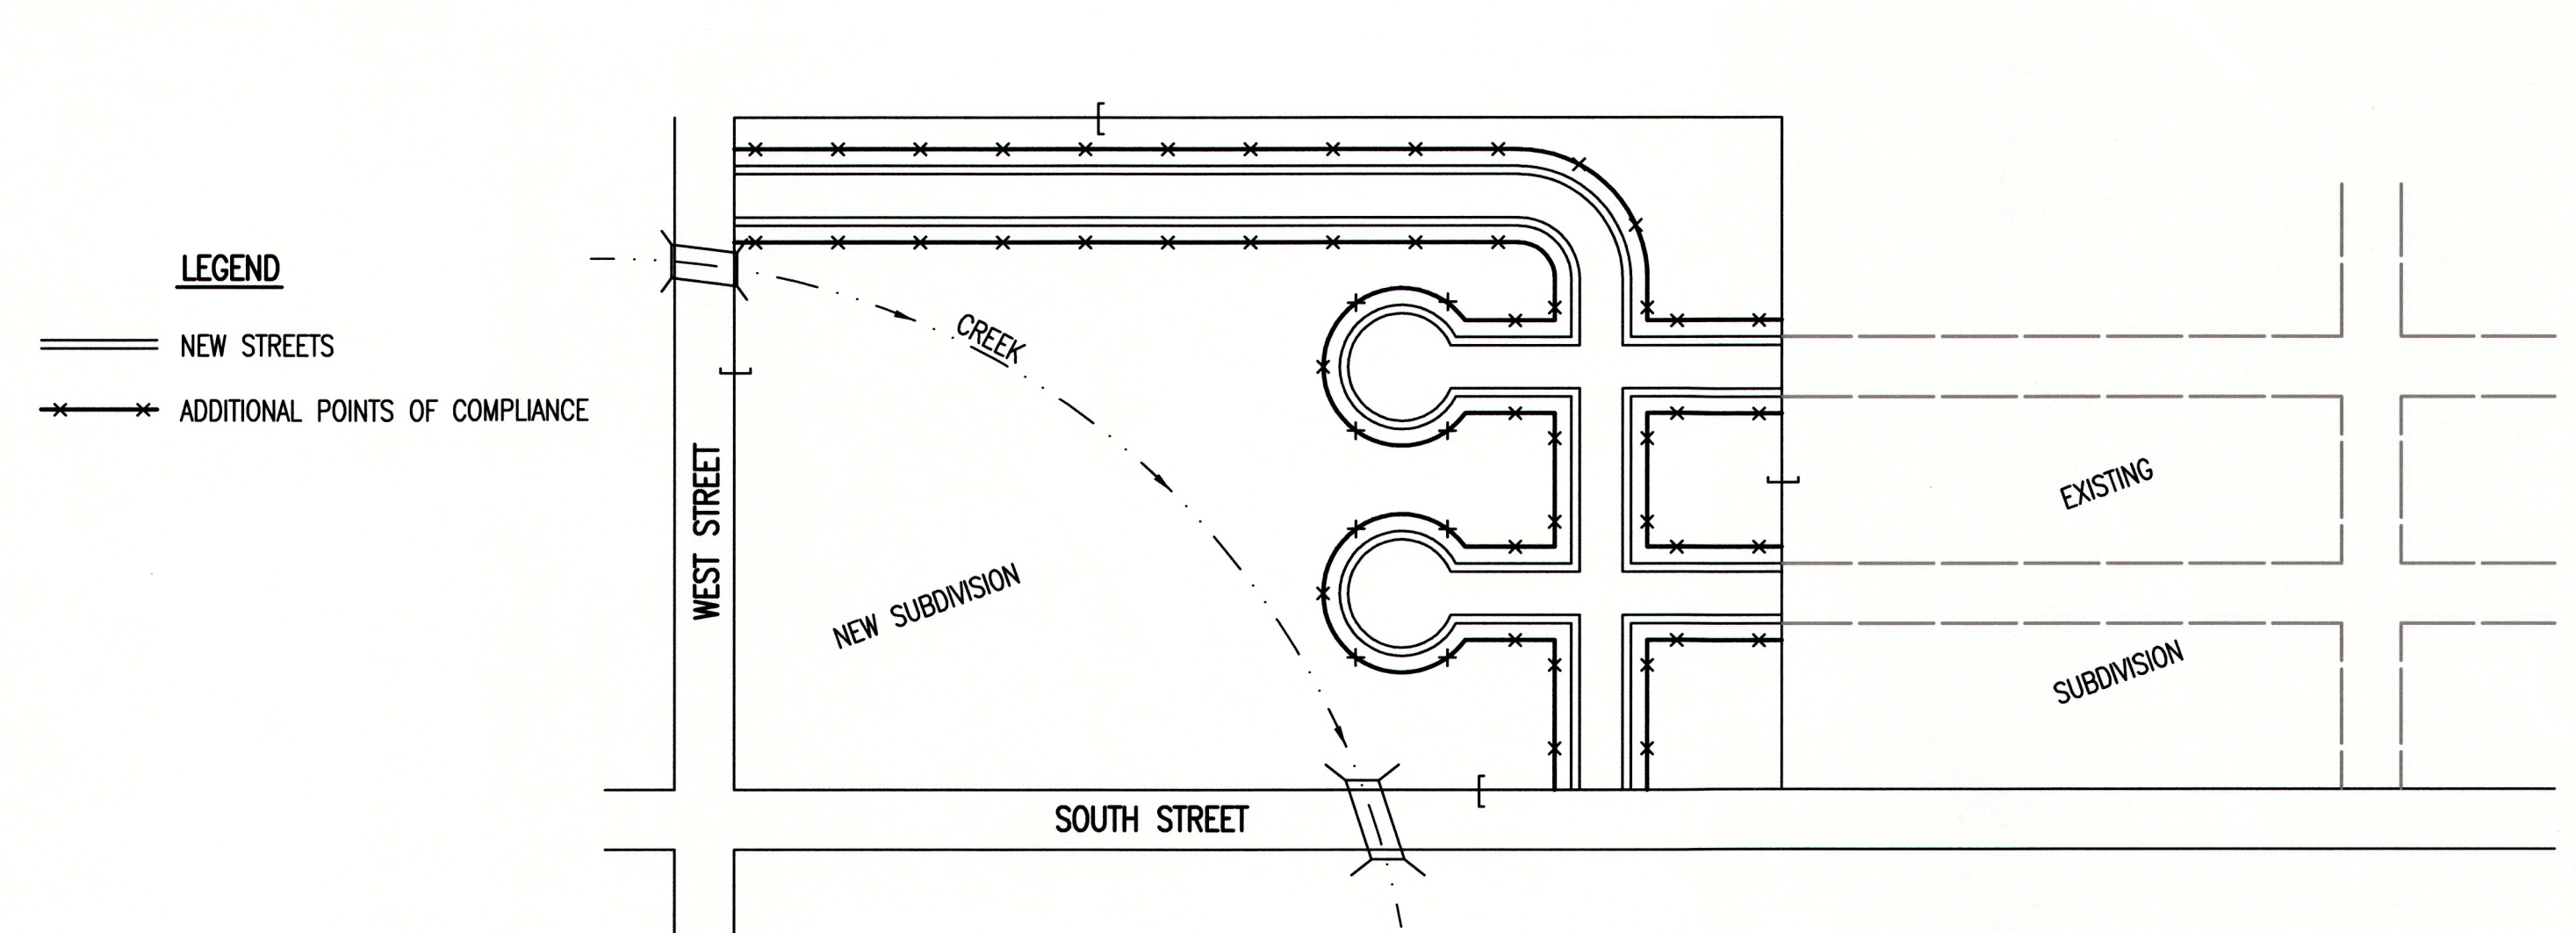 LEGEND
NEW STREETS
ADDITIONAL POINTS OF COMPLIANCE
WEST STREET
CREEK
NEW SUBDIVISION
SOUTH STREET
EXISTING
SUBDIVISION